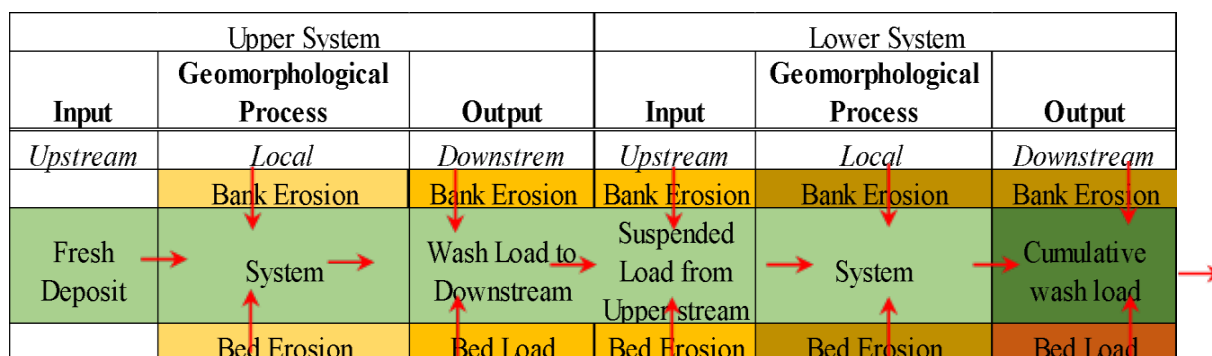 Upper System Lower System
Geomorphological Geomorphological
Input Process Output Input Process Output
Upstream Local Downstrem Upstream Local Downstream
Bank Erosion Bank Erosion Bank Erosion Bank Erosion Bank Erosion
Fresh Deposit
System
Wash Load to
Downstream
Suspended
Load from
Upper stream
System
Cumulative
wash load
Bed Erosion Bed Load Bed Erosion Bed Erosion Bed Load